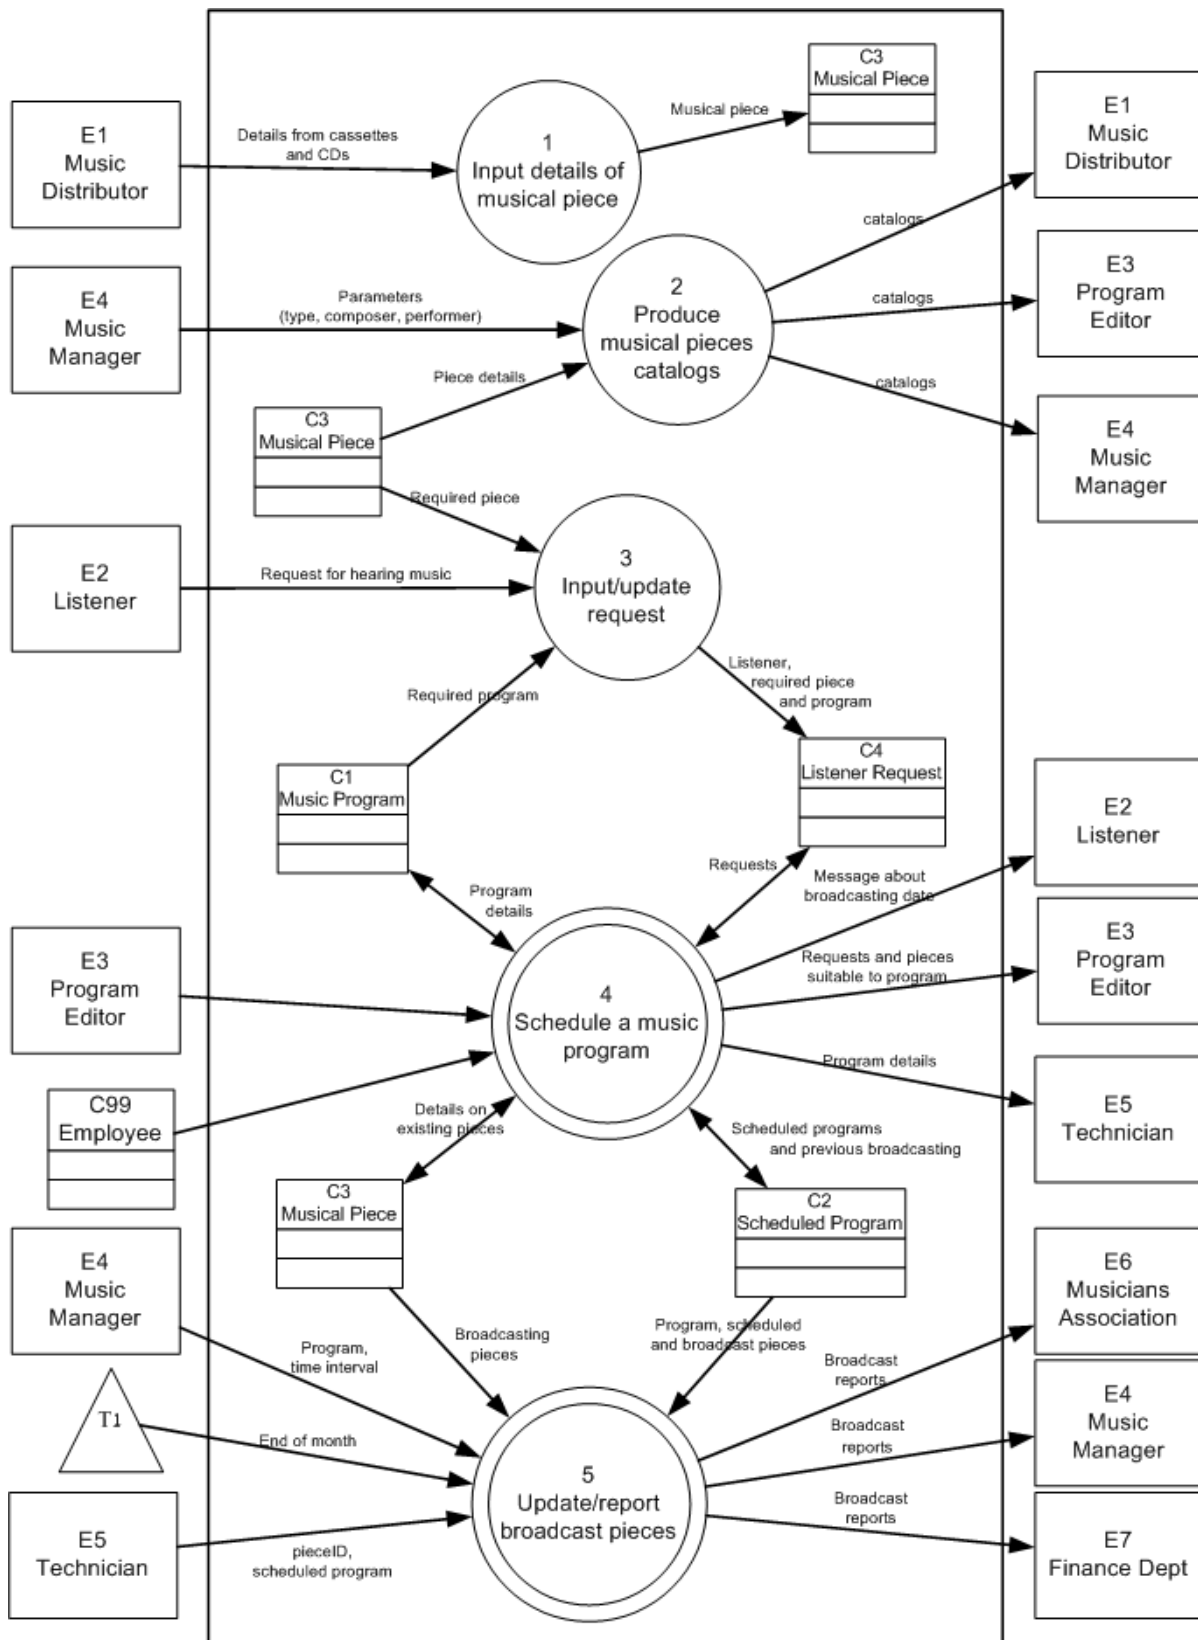 C3
Musical Piece
E1
Music
Distributor
Details from cassettes
and CDs
1
Input details of
musical piece
Musical piece
E1
Music
Distributor
E4
Music
Manager
Parameters
(type, composer, performer)
2
Produce
musical pieces
catalogs
catalogs
catalogs
E3
Program
Editor
catalogs
E4
Music
Manager
Piece details
C3
Musical Piece
Required piece
E2
Listener
Request for hearing music
3
Input/update
request
Required program
Listener,
required piece
and program
C1
Music Program
C4
Listener Request
Program
details
Requests
Message about
broadcasting date
E2
Listener
E3
Program
Editor
4
Schedule a music
program
Requests and pieces
suitable to program
E3
Program
Editor
C99
Employee
Program details
E5
Technician
Details on
existing pieces
Scheduled programs
and previous broadcasting
C3
Musical Piece
C2
Scheduled Program
E4
Music
Manager
Program,
time interval
Broadcasting
pieces
Program, scheduled
and broadcast pieces
Broadcast
reports
E6
Musicians
Association
T1
End of month
5
Update/report
broadcast pieces
Broadcast
reports
E4
Music
Manager
E5
Technician
pieceID,
scheduled program
Broadcast
reports
E7
Finance Dept